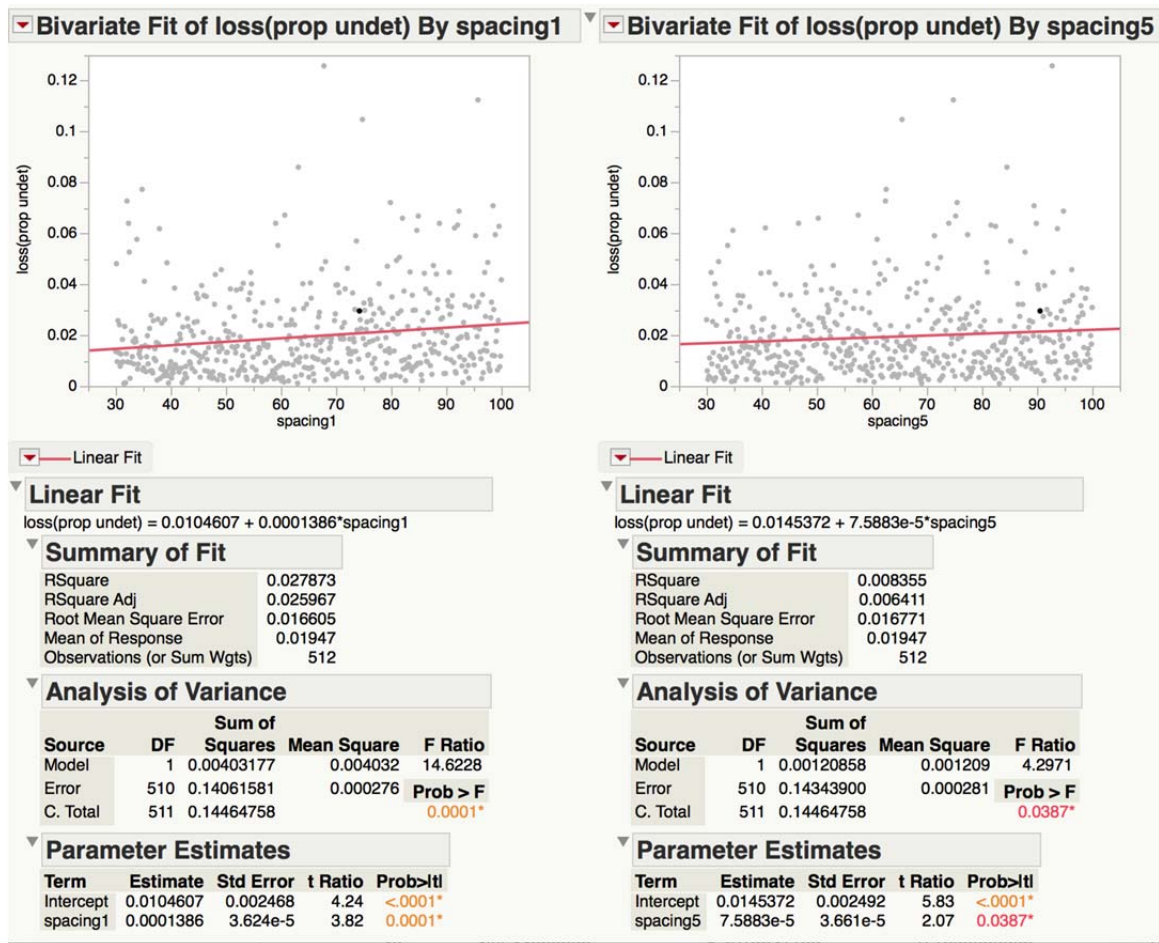 Bivariate Fit of loss(prop undet) By spacing1
0.12
0.1
0.08
0.06
0.04
0.02
0
loss(prop undet)
30 40 50 60 70 80 90 100
spacing1
Linear Fit
Linear Fit
loss(prop undet) = 0.0104607 + 0.0001386*spacing1
Summary of Fit
RSquare 0.027873
RSquare Adj 0.025967
Root Mean Square Error 0.016605
Mean of Response 0.01947
Observations (or Sum Wgts) 512
Analysis of Variance
Sum of
Source DF Squares Mean Square F Ratio
Model 1 0.00403177 0.004032 14.6228
Error 510 0.14061581 0.000276 Prob > F
C. Total 511 0.14464758 0.0001*
Parameter Estimates
Term Estimate Std Error t Ratio Prob>|t|
Intercept 0.0104607 0.002468 4.24 <.0001*
spacing1 0.0001386 3.624e-5 3.82 0.0001*
Bivariate Fit of loss(prop undet) By spacing5
0.12
0.1
0.08
0.06
0.04
0.02
0
loss(prop undet)
30 40 50 60 70 80 90 100
spacing5
Linear Fit
Linear Fit
loss(prop undet) = 0.0145372 + 7.5883e-5*spacing5
Summary of Fit
RSquare 0.008355
RSquare Adj 0.006411
Root Mean Square Error 0.016771
Mean of Response 0.01947
Observations (or Sum Wgts) 512
Analysis of Variance
Sum of
Source DF Squares Mean Square F Ratio
Model 1 0.00120858 0.001209 4.2971
Error 510 0.14343900 0.000281 Prob > F
C. Total 511 0.14464758 0.0387*
Parameter Estimates
Term Estimate Std Error t Ratio Prob>|t|
Intercept 0.0145372 0.002492 5.83 <.0001*
spacing5 7.5883e-5 3.661e-5 2.07 0.0387*